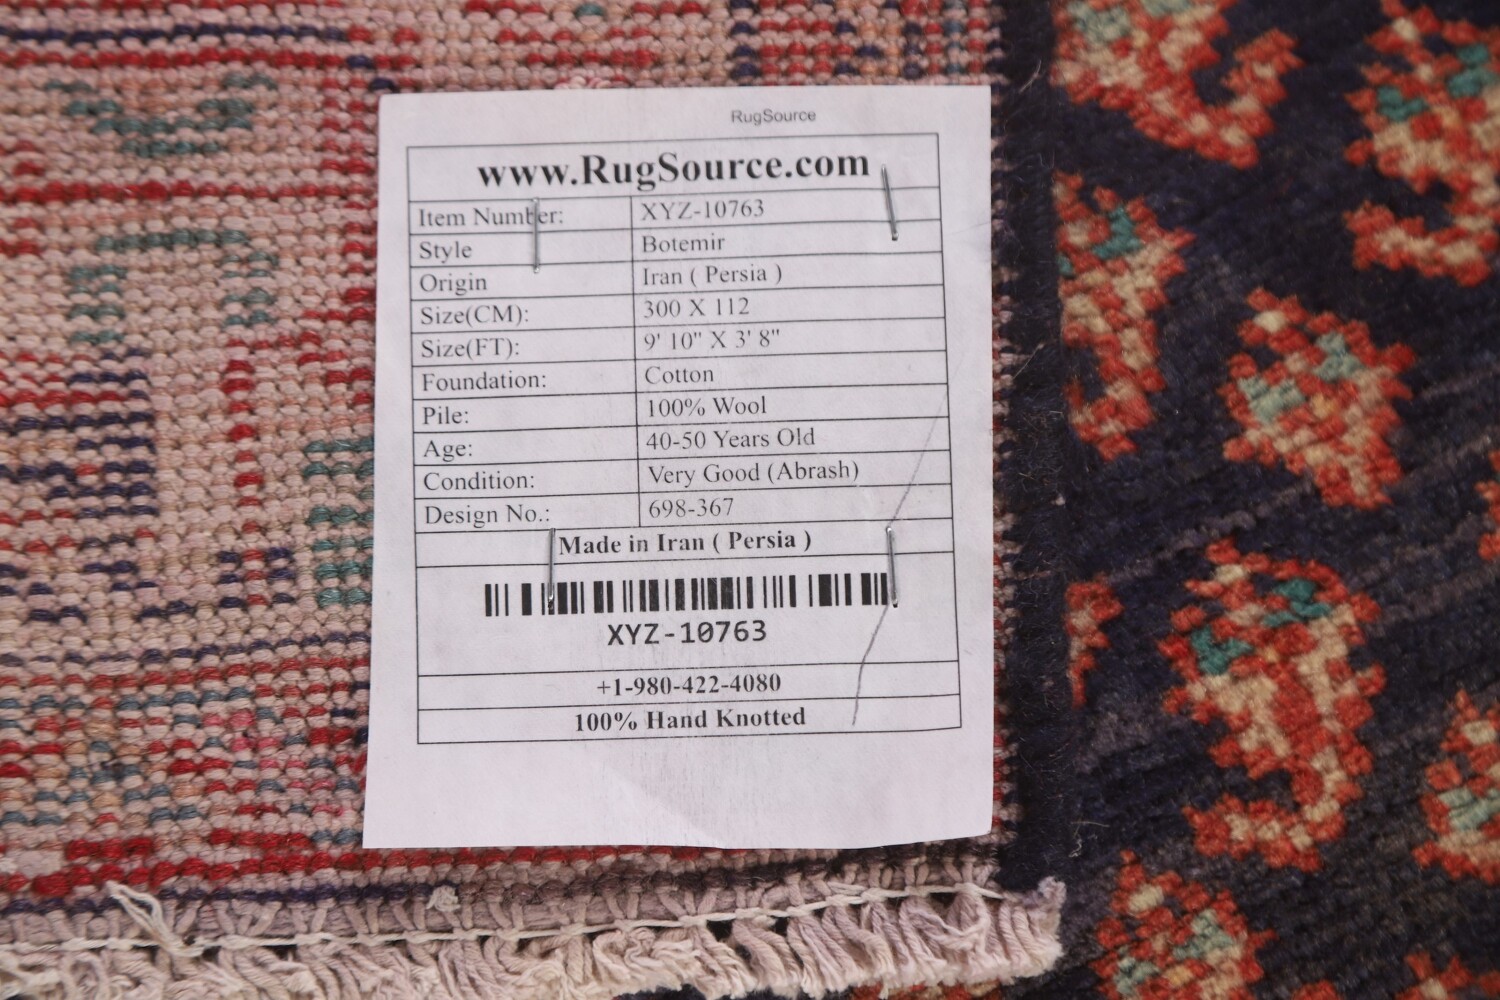 RugSource
www.RugSource.com
Item Number: XYZ-10763
Style Botemir
Origin Iran ( Persia )
Size(CM): 300 X 112
Size(FT): 9' 10" X 3' 8"
Foundation: Cotton
Pile: 100% Wool
Age: 40-50 Years Old
Condition: Very Good (Abrash)
Design No.: 698-367
Made in Iran ( Persia )
XYZ-10763
+1-980-422-4080
100% Hand Knotted